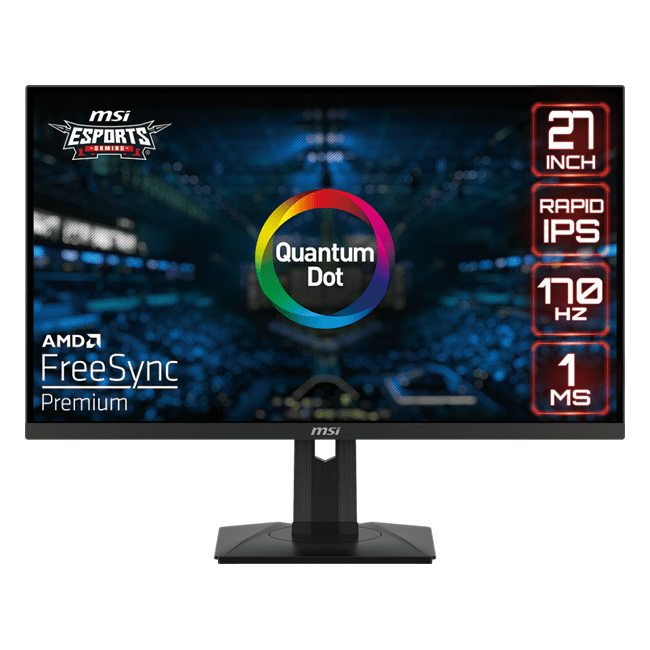 msi
ESPORTS
GAMING
Quantum
Dot
AMD
FreeSync
Premium
27
INCH
RAPID
IPS
170
HZ
1
MS
msi